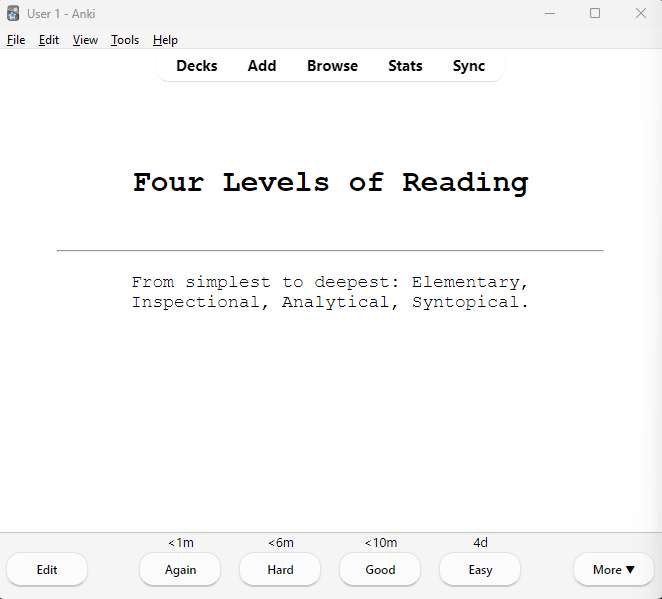 User 1 - Anki
File Edit View Tools Help
Decks Add Browse Stats Sync
Four Levels of Reading
From simplest to deepest: Elementary,
Inspectional, Analytical, Syntopical.
<1m <6m <10m 4d
Edit Again Hard Good Easy More ▼